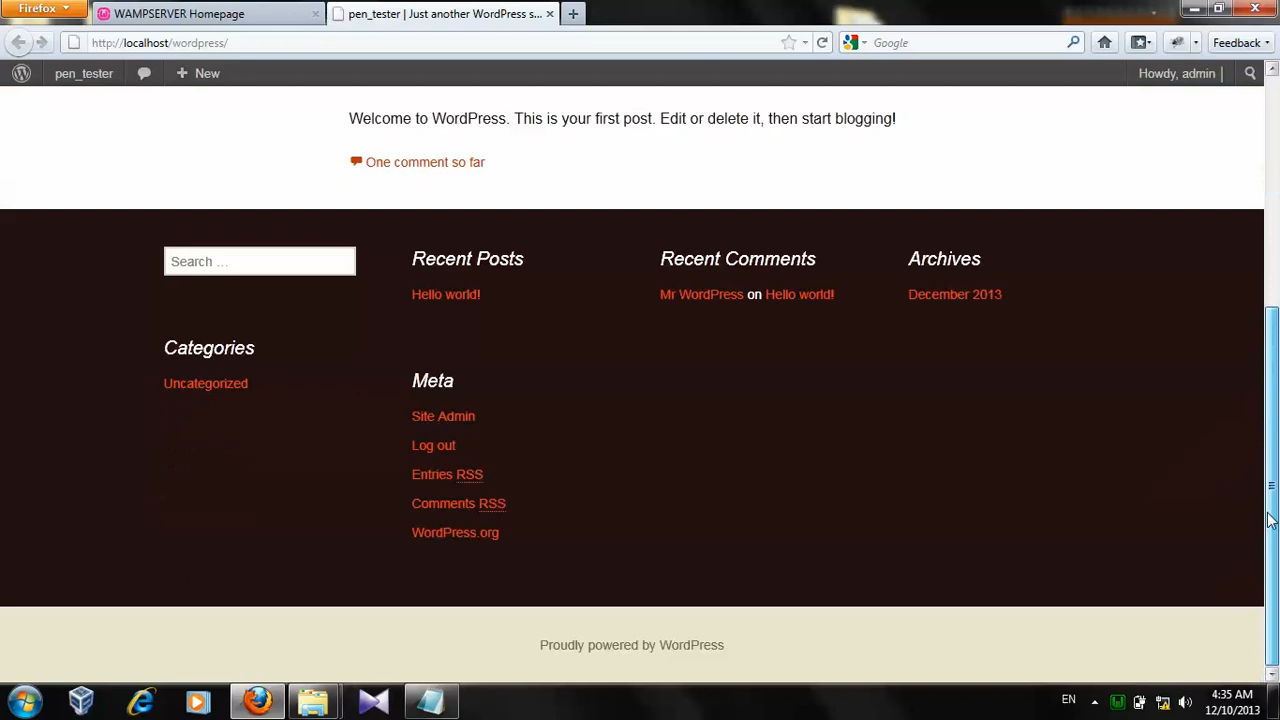 Firefox
WAMPSERVER Homepage
pen_tester | Just another WordPress s...
http://localhost/wordpress/
Google
Feedback
pen_tester
New
Howdy, admin
Welcome to WordPress. This is your first post. Edit or delete it, then start blogging!
One comment so far
Search …
Recent Posts
Hello world!
Recent Comments
Mr WordPress on Hello world!
Archives
December 2013
Categories
Uncategorized
Meta
Site Admin
Log out
Entries RSS
Comments RSS
WordPress.org
Proudly powered by WordPress
EN
4:35 AM
12/10/2013